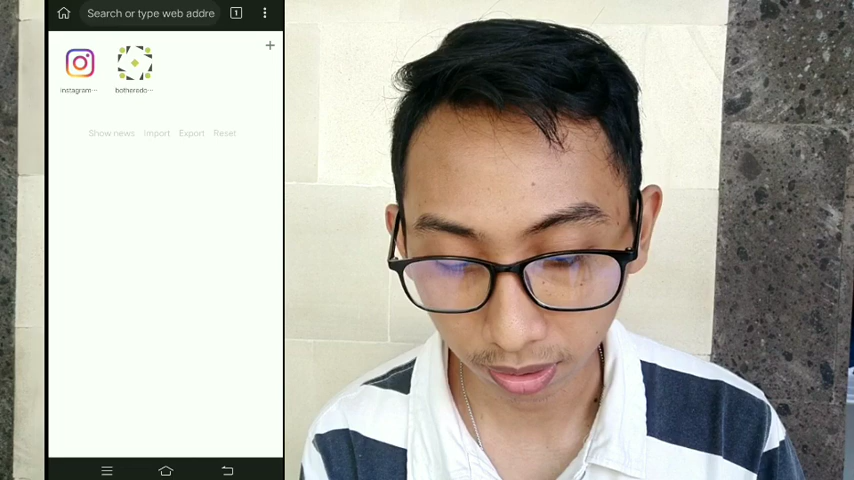 Search or type web addre
1
Instagram···
botheredo···
Show news Import Export Reset